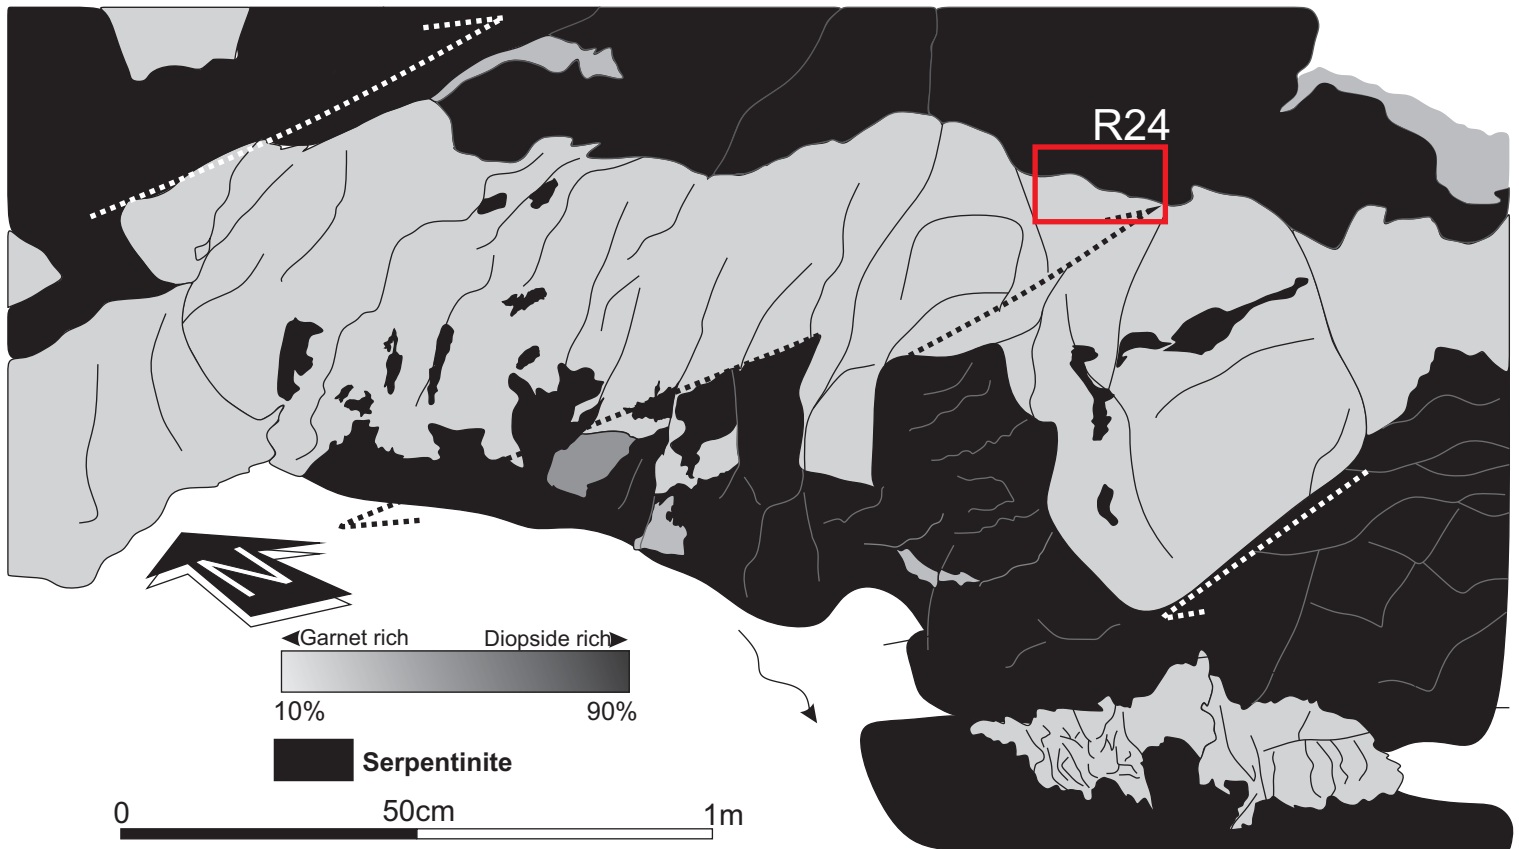 R24
N
◀Garnet rich Diopside rich▶
10% 90%
Serpentinite
0 50cm 1m